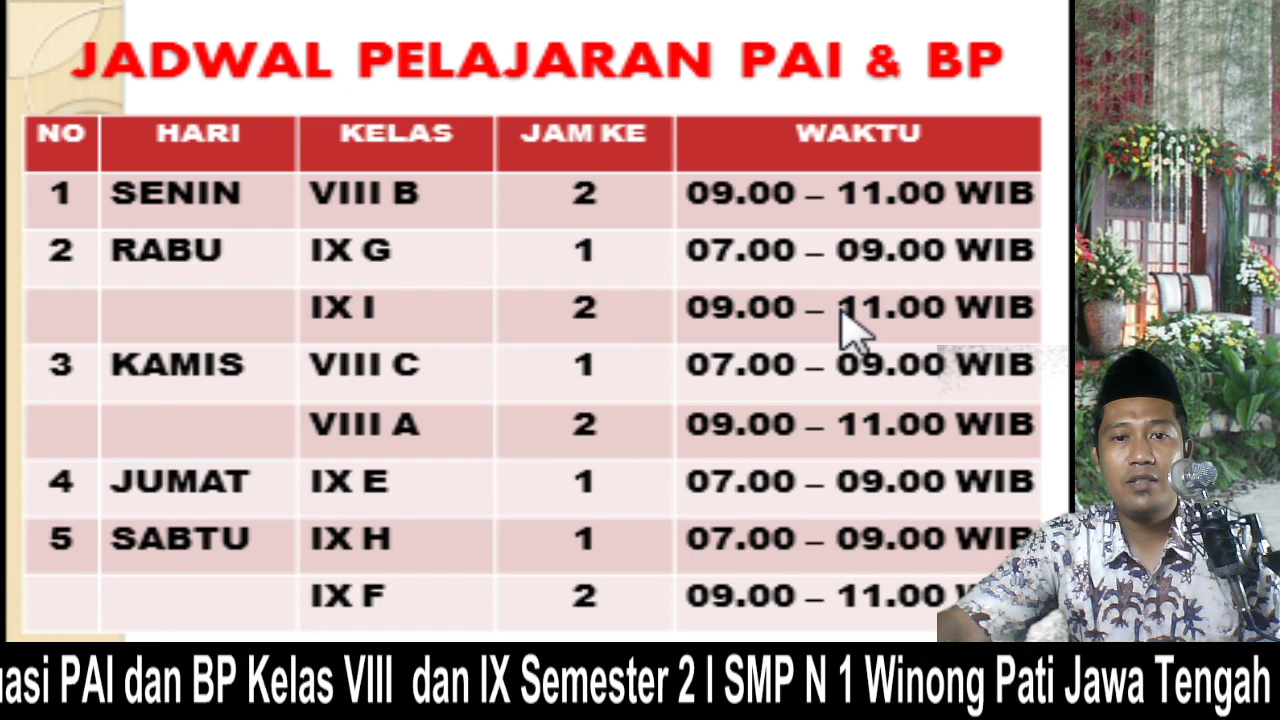 JADWAL PELAJARAN PAI & BP
NO HARI KELAS JAM KE WAKTU
1 SENIN VIII B 2 09.00 – 11.00 WIB
2 RABU IX G 1 07.00 – 09.00 WIB
IX I 2 09.00 – 11.00 WIB
3 KAMIS VIII C 1 07.00 – 09.00 WIB
VIII A 2 09.00 – 11.00 WIB
4 JUMAT IX E 1 07.00 – 09.00 WIB
5 SABTU IX H 1 07.00 – 09.00 WIB
IX F 2 09.00 – 11.00
PAI dan BP Kelas VIII dan IX Semester 2 I SMP N 1 Winong Pati Jawa Tengah